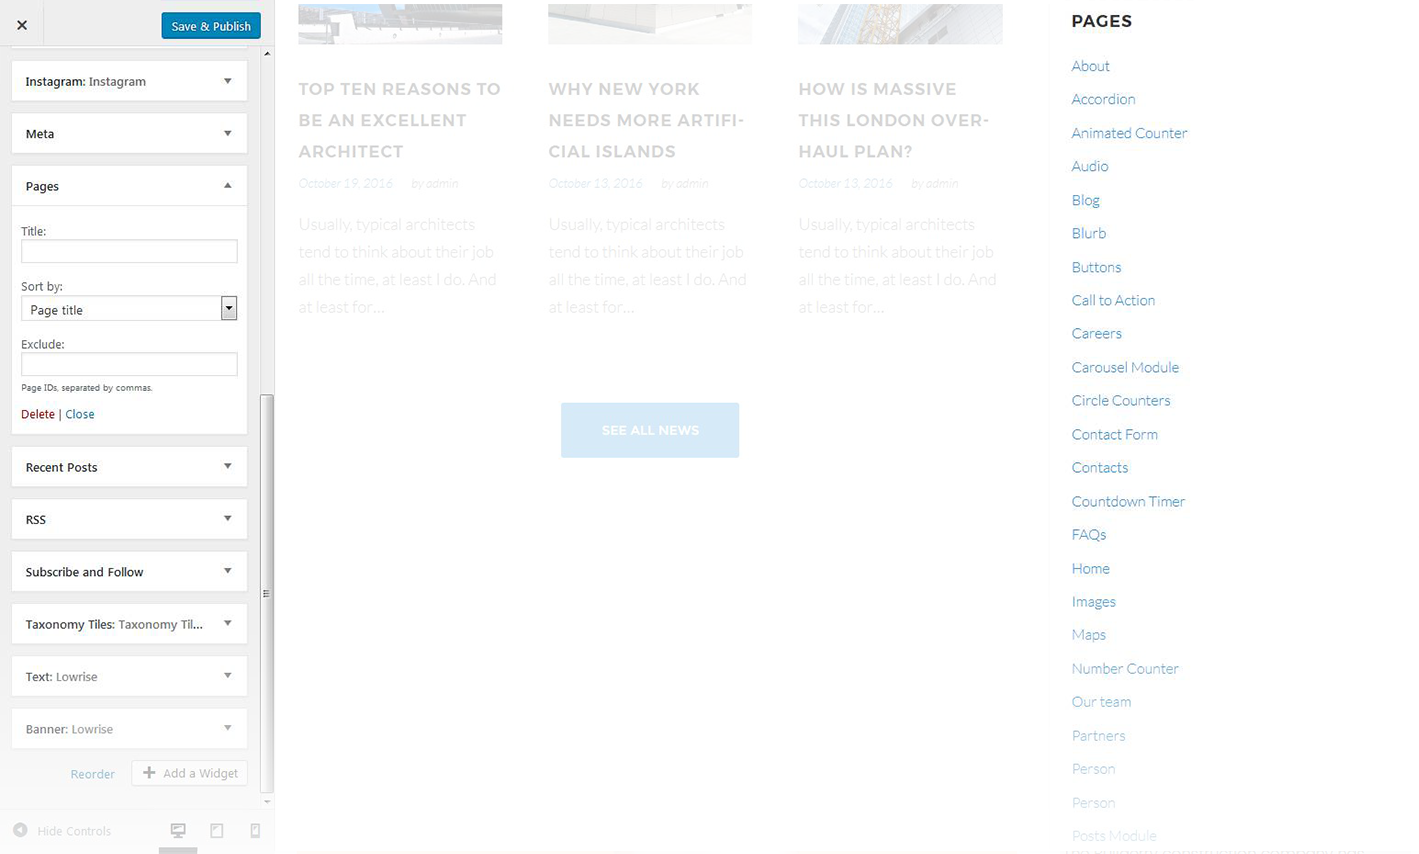 ×
Save & Publish
Instagram: Instagram
Meta
Pages
Title:
Sort by:
Page title
Exclude:
Page IDs, separated by commas.
Delete | Close
Recent Posts
RSS
Subscribe and Follow
Taxonomy Tiles: Taxonomy Til...
Text: Lowrise
Banner: Lowrise
Reorder
Add a Widget
Hide Controls
TOP TEN REASONS TO
BE AN EXCELLENT
ARCHITECT
October 19, 2016 by admin
Usually, typical architects
tend to think about their job
all the time, at least I do. And
at least for…
WHY NEW YORK
NEEDS MORE ARTIFI-
CIAL ISLANDS
October 13, 2016 by admin
Usually, typical architects
tend to think about their job
all the time, at least I do. And
at least for…
HOW IS MASSIVE
THIS LONDON OVER-
HAUL PLAN?
October 13, 2016 by admin
Usually, typical architects
tend to think about their job
all the time, at least I do. And
at least for…
SEE ALL NEWS
PAGES
About
Accordion
Animated Counter
Audio
Blog
Blurb
Buttons
Call to Action
Careers
Carousel Module
Circle Counters
Contact Form
Contacts
Countdown Timer
FAQs
Home
Images
Maps
Number Counter
Our team
Partners
Person
Person
Posts Module